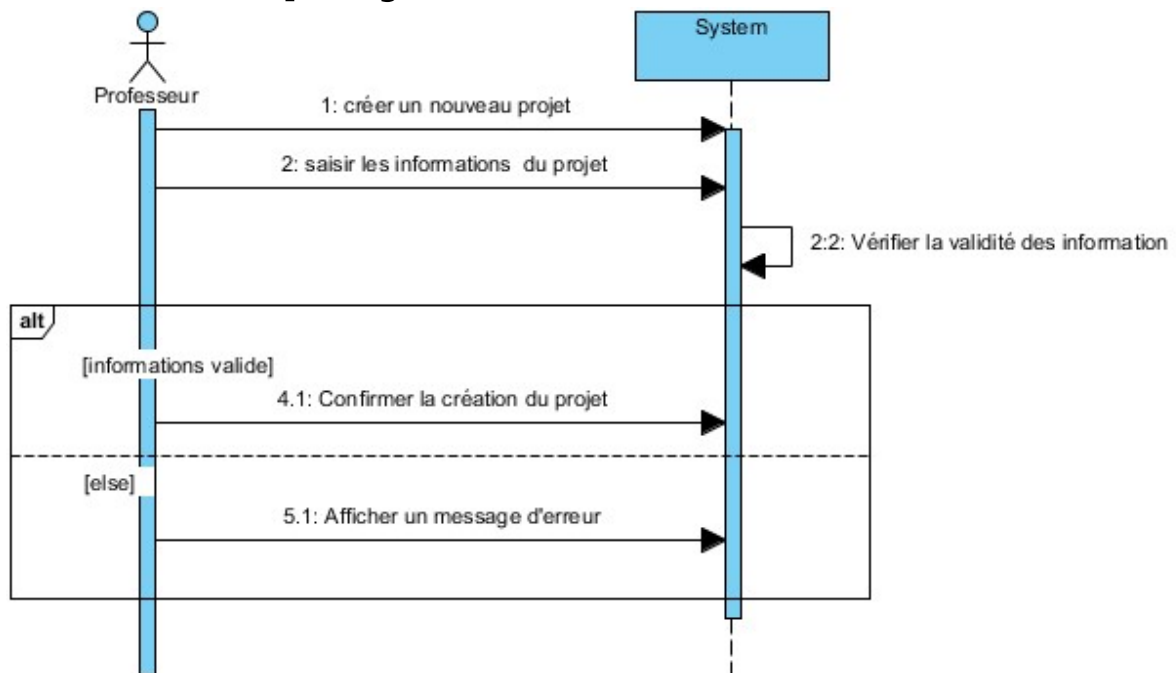 System
Professeur
1: créer un nouveau projet
2: saisir les informations du projet
2:2: Vérifier la validité des information
alt
[informations valide]
4.1: Confirmer la création du projet
[else]
5.1: Afficher un message d'erreur